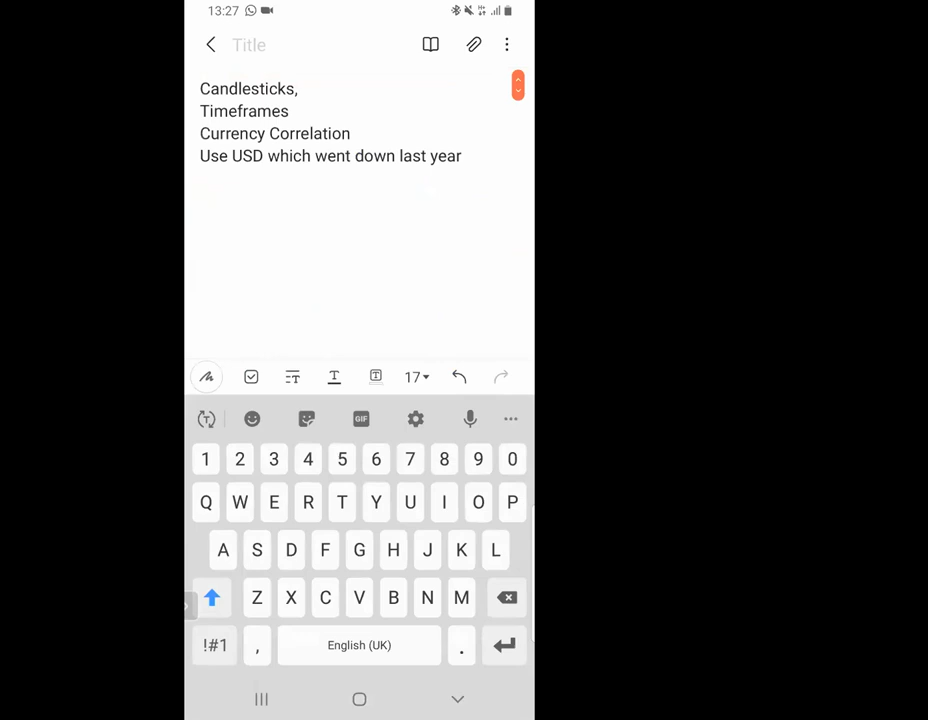 13:27
Title
Candlesticks,
Timeframes
Currency Correlation
Use USD which went down last year
17
GIF
1 2 3 4 5 6 7 8 9 0
Q W E R T Y U I O P
A S D F G H J K L
Z X C V B N M
!#1 , English (UK) .